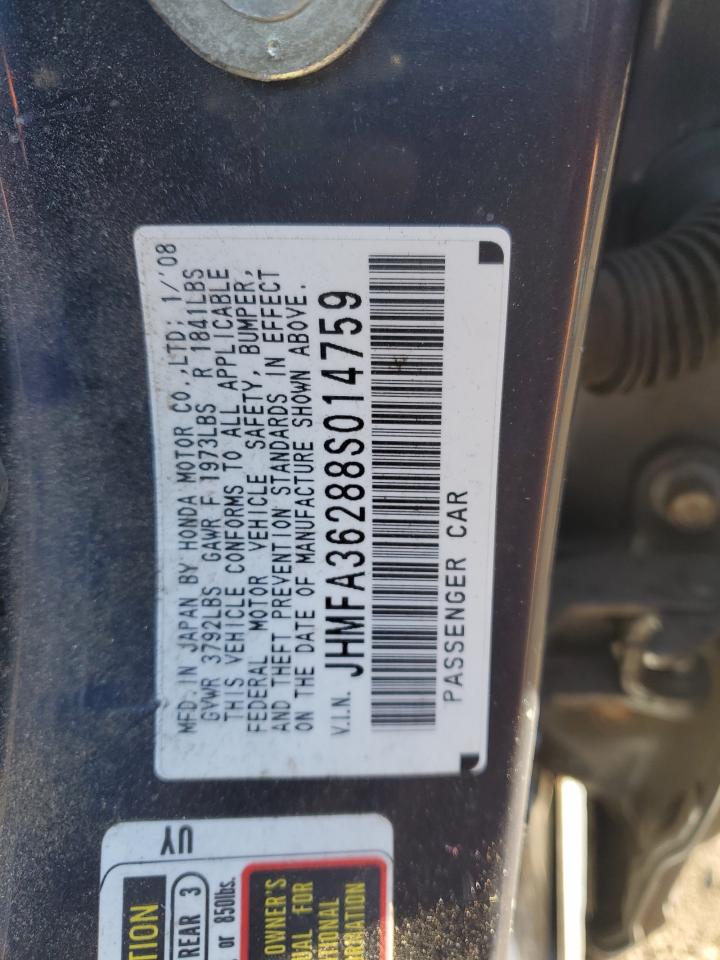 MFD. IN JAPAN BY HONDA MOTOR CO.,LTD; 1/'08
GVWR 3792LBS GAWR F 1973LBS R 1841LBS
THIS VEHICLE CONFORMS TO ALL APPLICABLE
FEDERAL MOTOR VEHICLE SAFETY, BUMPER,
AND THEFT PREVENTION STANDARDS IN EFFECT
ON THE DATE OF MANUFACTURE SHOWN ABOVE.
V.I.N. JHMFA36288S014759
PASSENGER CAR
UY
REAR 3
or 850lbs.
OWNER'S
FOR